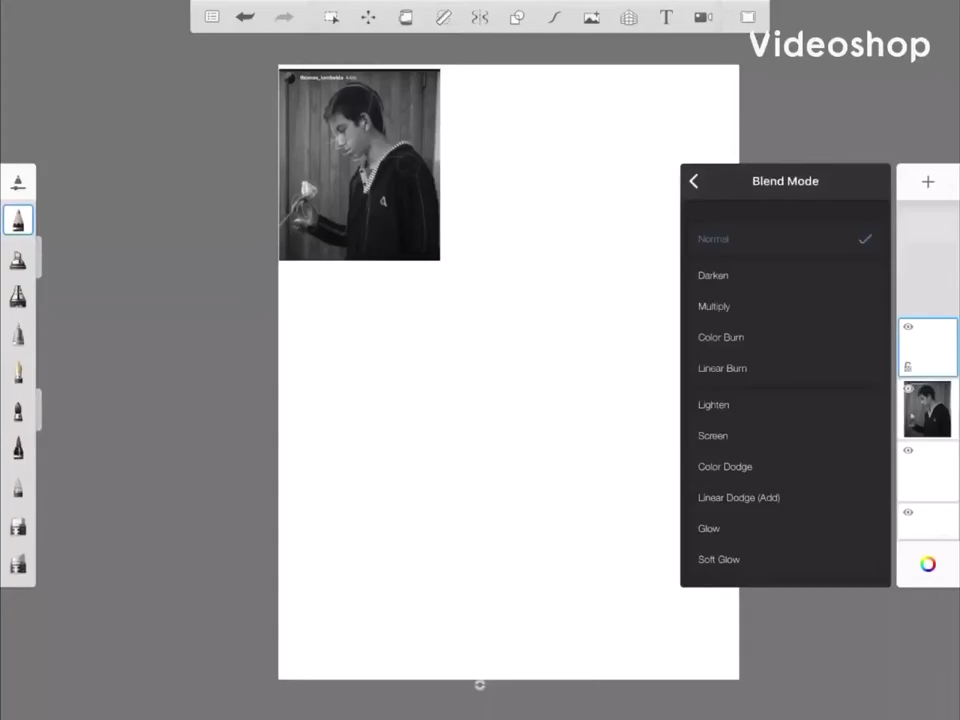 T
Videoshop
Blend Mode
Normal
Darken
Multiply
Color Burn
Linear Burn
Lighten
Screen
Color Dodge
Linear Dodge (Add)
Glow
Soft Glow